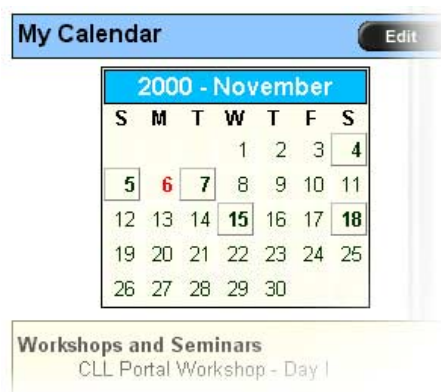 My Calendar Edit
2000 - November
S M T W T F S
1 2 3 4
5 6 7 8 9 10 11
12 13 14 15 16 17 18
19 20 21 22 23 24 25
26 27 28 29 30
Workshops and Seminars
CLL Portal Workshop - Day